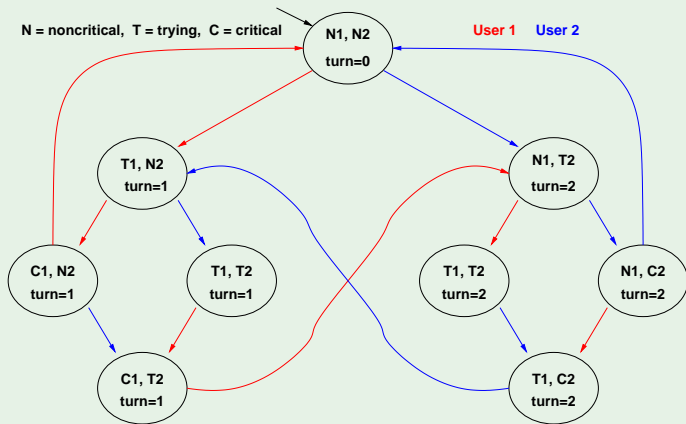 N = noncritical, T = trying, C = critical
User 1 User 2
N1, N2
turn=0
T1, N2
turn=1
N1, T2
turn=2
C1, N2
turn=1
T1, T2
turn=1
T1, T2
turn=2
N1, C2
turn=2
C1, T2
turn=1
T1, C2
turn=2